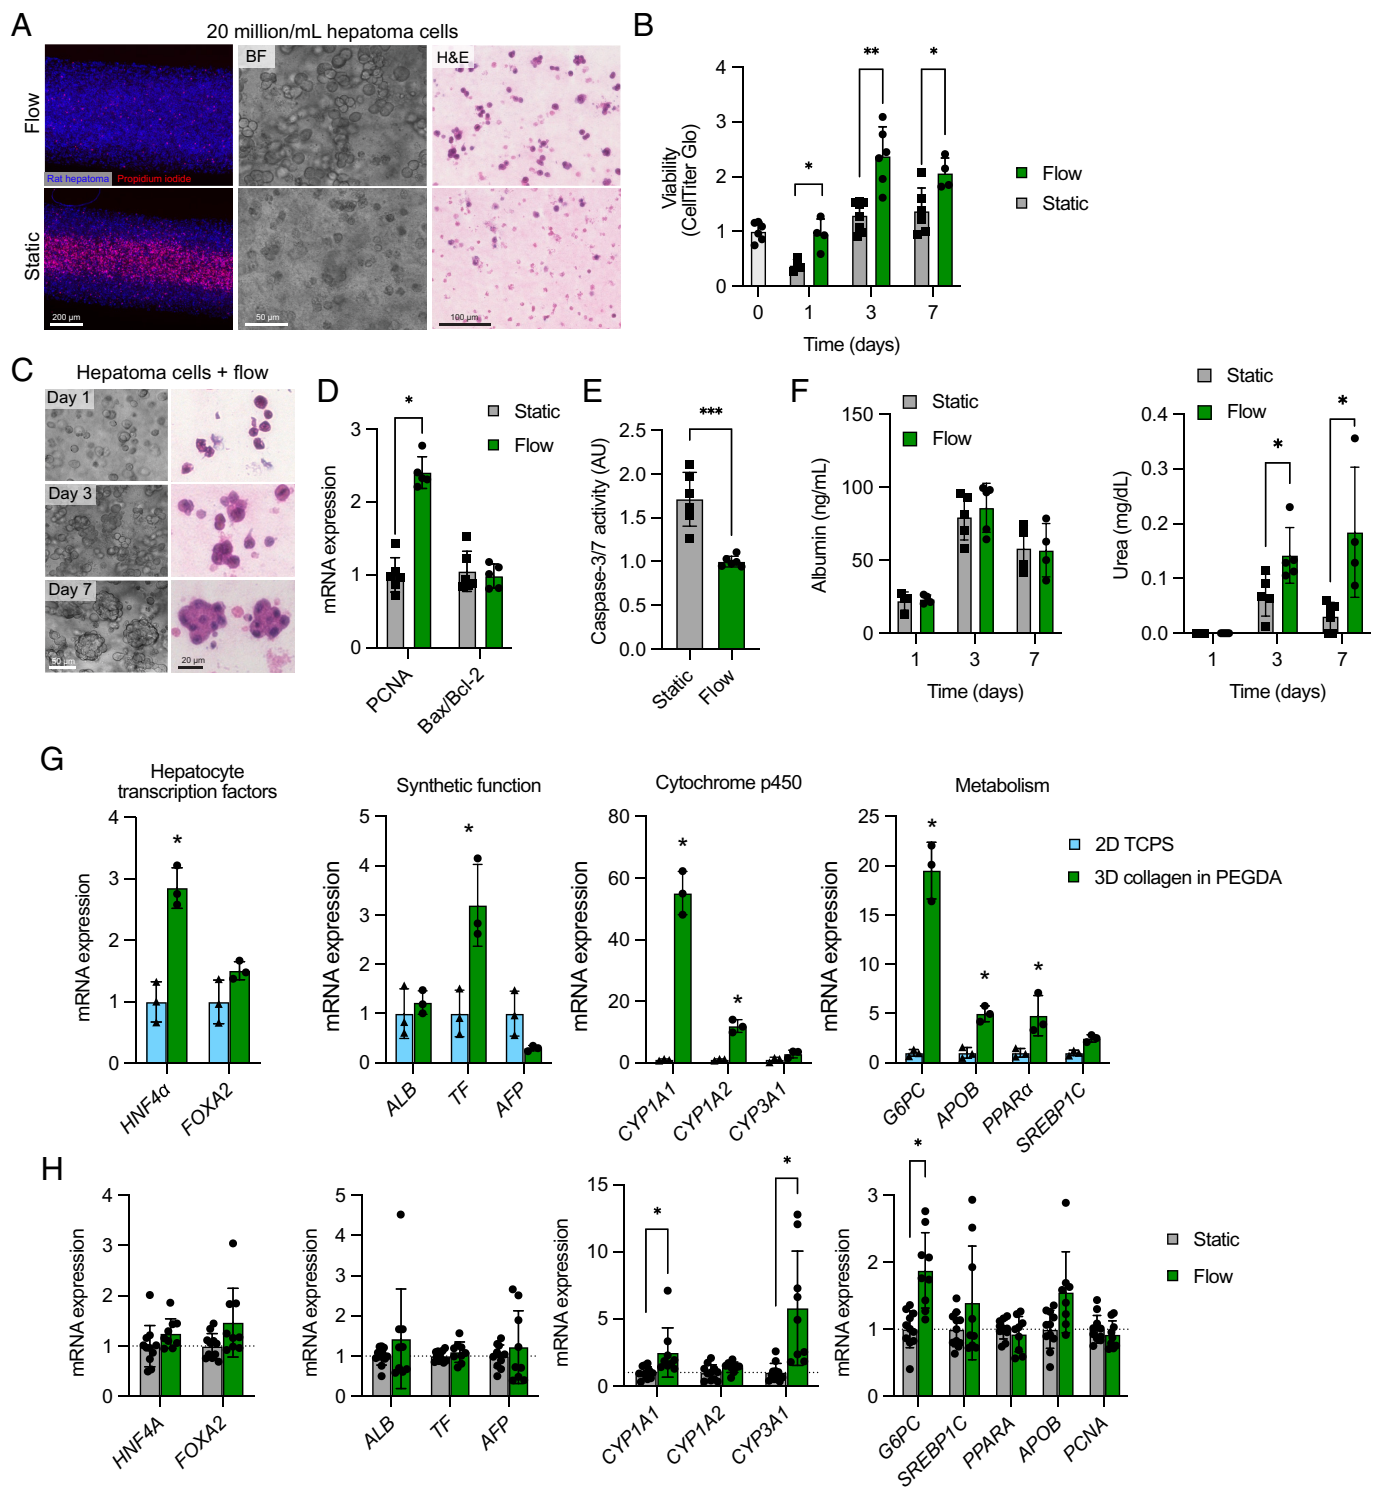 A
20 million/mL hepatoma cells
Flow
Static
BF
H&E
Rat hepatoma Propidium iodide
200 µm
50 µm
100 µm
B
Viability
(CellTiter Glo)
4
3
2
1
0
*
**
*
0 1 3 7
Time (days)
Flow
Static
C
Hepatoma cells + flow
Day 1
Day 3
Day 7
50 µm
20 µm
D
mRNA expression
3
2
1
0
*
Static
Flow
PCNA
Bax/Bcl-2
E
Caspase-3/7 activity (AU)
2.5
2.0
1.5
1.0
0.5
0.0
***
Static
Flow
F
Static
Flow
Albumin (ng/mL)
150
100
50
0
1 3 7
Time (days)
Static
Flow
Urea (mg/dL)
0.4
0.3
0.2
0.1
0.0
*
*
1 3 7
Time (days)
G
Hepatocyte
transcription factors
mRNA expression
4
3
2
1
0
*
HNF4α
FOXA2
Synthetic function
mRNA expression
5
4
3
2
1
0
*
ALB
TF
AFP
Cytochrome p450
mRNA expression
80
60
40
20
0
*
*
CYP1A1
CYP1A2
CYP3A1
Metabolism
mRNA expression
25
20
15
10
5
0
*
*
*
G6PC
APOB
PPARα
SREBP1C
2D TCPS
3D collagen in PEGDA
H
mRNA expression
4
3
2
1
0
HNF4A
FOXA2
mRNA expression
5
4
3
2
1
0
ALB
TF
AFP
mRNA expression
15
10
5
0
*
*
CYP1A1
CYP1A2
CYP3A1
mRNA expression
3
2
1
0
*
G6PC
SREBP1C
PPARA
APOB
PCNA
Static
Flow